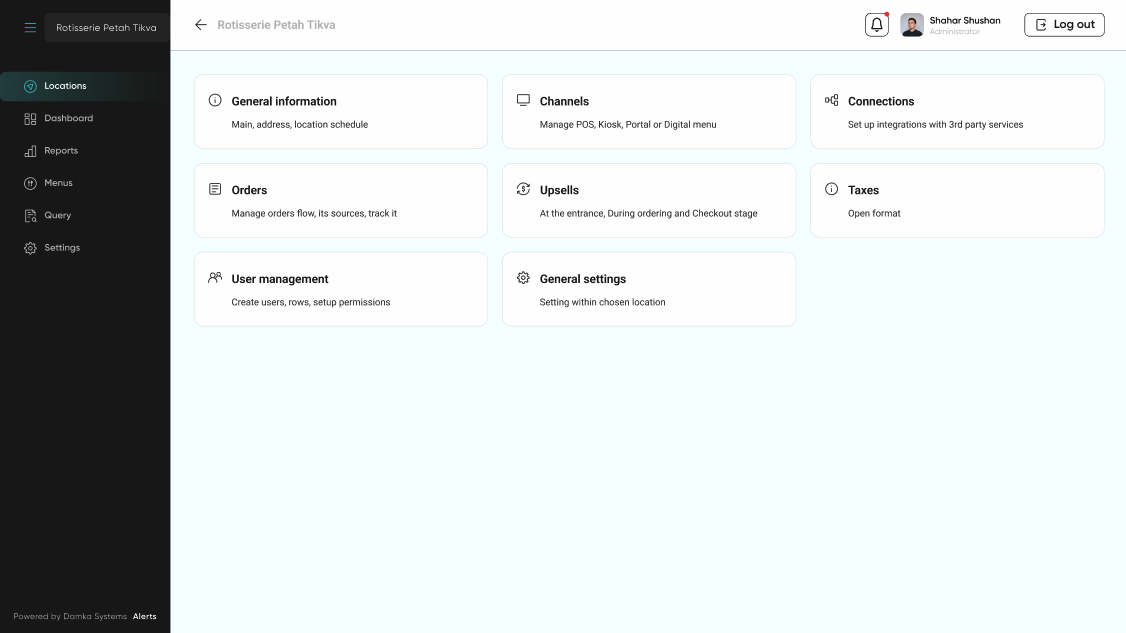 Rotisserie Petah Tikva
Locations
Dashboard
Reports
Menus
Query
Settings
Powered by Domka Systems Alerts
Rotisserie Petah Tikva
Shahar Shushan
Administrator
Log out
General information
Main, address, location schedule
Channels
Manage POS, Kiosk, Portal or Digital menu
Connections
Set up integrations with 3rd party services
Orders
Manage orders flow, its sources, track it
Upsells
At the entrance, During ordering and Checkout stage
Taxes
Open format
User management
Create users, rows, setup permissions
General settings
Setting within chosen location